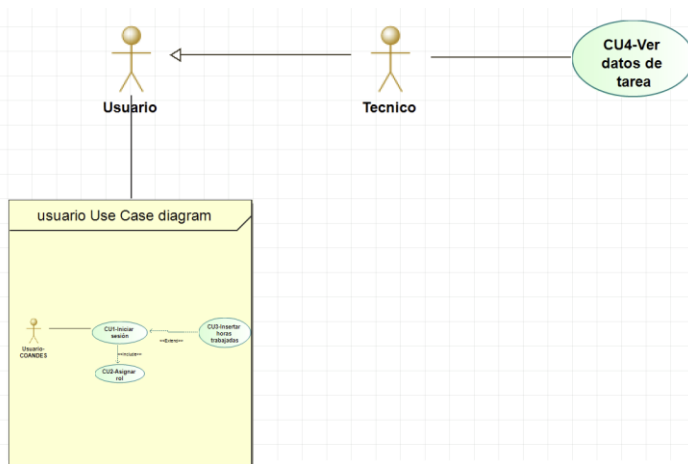 CU4-Ver
datos de
tarea
Usuario
Tecnico
usuario Use Case diagram
Usuario-
COANDES
CU1-Iniciar
sesión
<<Extend>>
CU3-Insertar
horas
trabajadas
<<Include>>
CU2-Asignar
rol